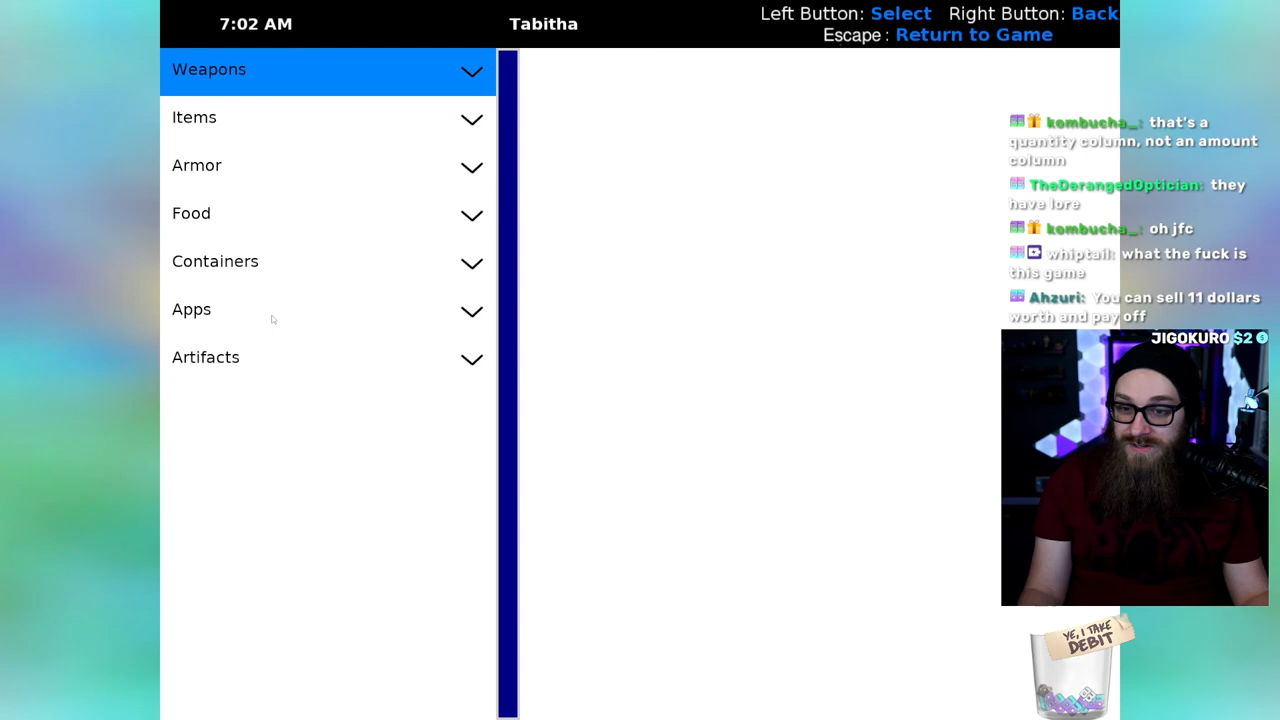 7:02 AM
Tabitha
Left Button: Select Right Button: Back
Escape : Return to Game
Weapons
Items
Armor
Food
Containers
Apps
Artifacts
kombucha_: that's a
quantity column, not an amount
column
TheDerangedOptician: they
have lore
kombucha_: oh jfc
whiptail: what the fuck is
this game
Ahzuri: You can sell 11 dollars
worth and pay off
JIGOKURO $2
YE, I TAKE
DEBIT